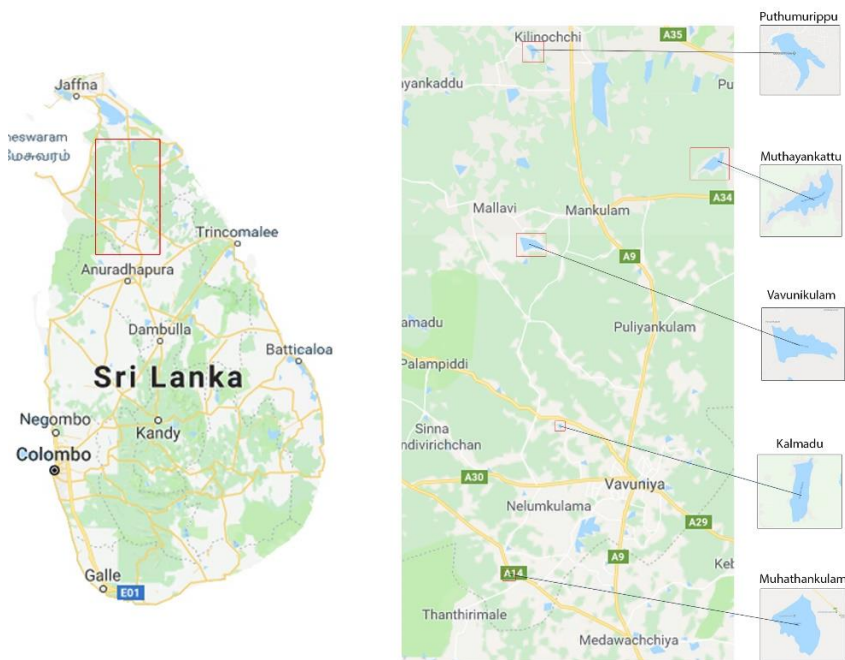 Jaffna
neswaram
Trincomalee
Anuradhapura
Dambulla
Batticaloa
Sri Lanka
Negombo
Kandy
Colombo
Galle
E01
Kilinochchi
A35
ayankaddu
Pu
A34
Mallavi
Mankulam
A9
amadu
Puliyankulam
Palampiddi
Sinna
ndivirichchan
A30
Vavuniya
Nelumkulama
A29
A9
Keb
A14
Thanthirimale
Medawachchiya
Puthumurippu
Muthayankattu
Vavunikulam
Kalmadu
Muhathankulam